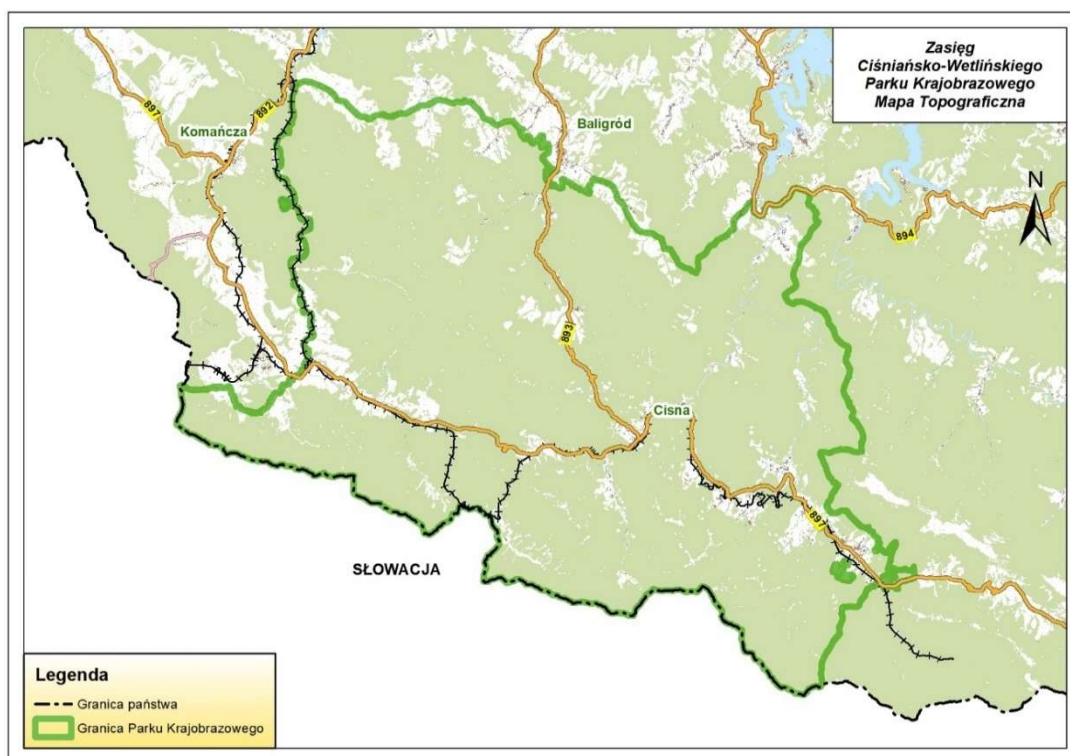 Zasięg
Ciśniańsko-Wetlińskiego
Parku Krajobrazowego
Mapa Topograficzna
897
892
Komańcza
Baligród
N
894
893
Cisna
897
SŁOWACJA
Legenda
Granica państwa
Granica Parku Krajobrazowego